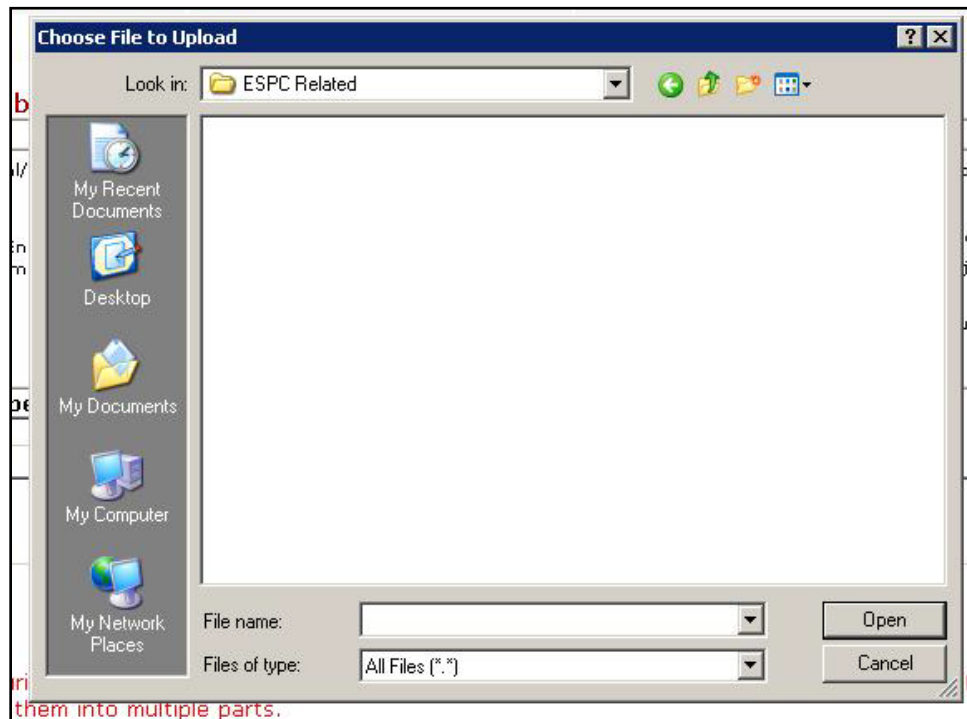 Choose File to Upload
Look in: ESPC Related
My Recent
Documents
Desktop
My Documents
My Computer
My Network
Places
File name:
Open
Files of type: All Files (*.*)
Cancel
them into multiple parts.